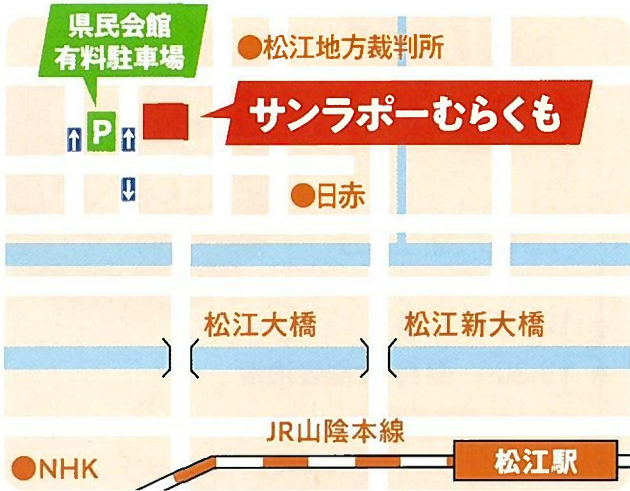 県民会館
有料駐車場
●松江地方裁判所
P
サンラポーむらくも
●日赤
松江大橋
松江新大橋
JR山陰本線
●NHK
松江駅